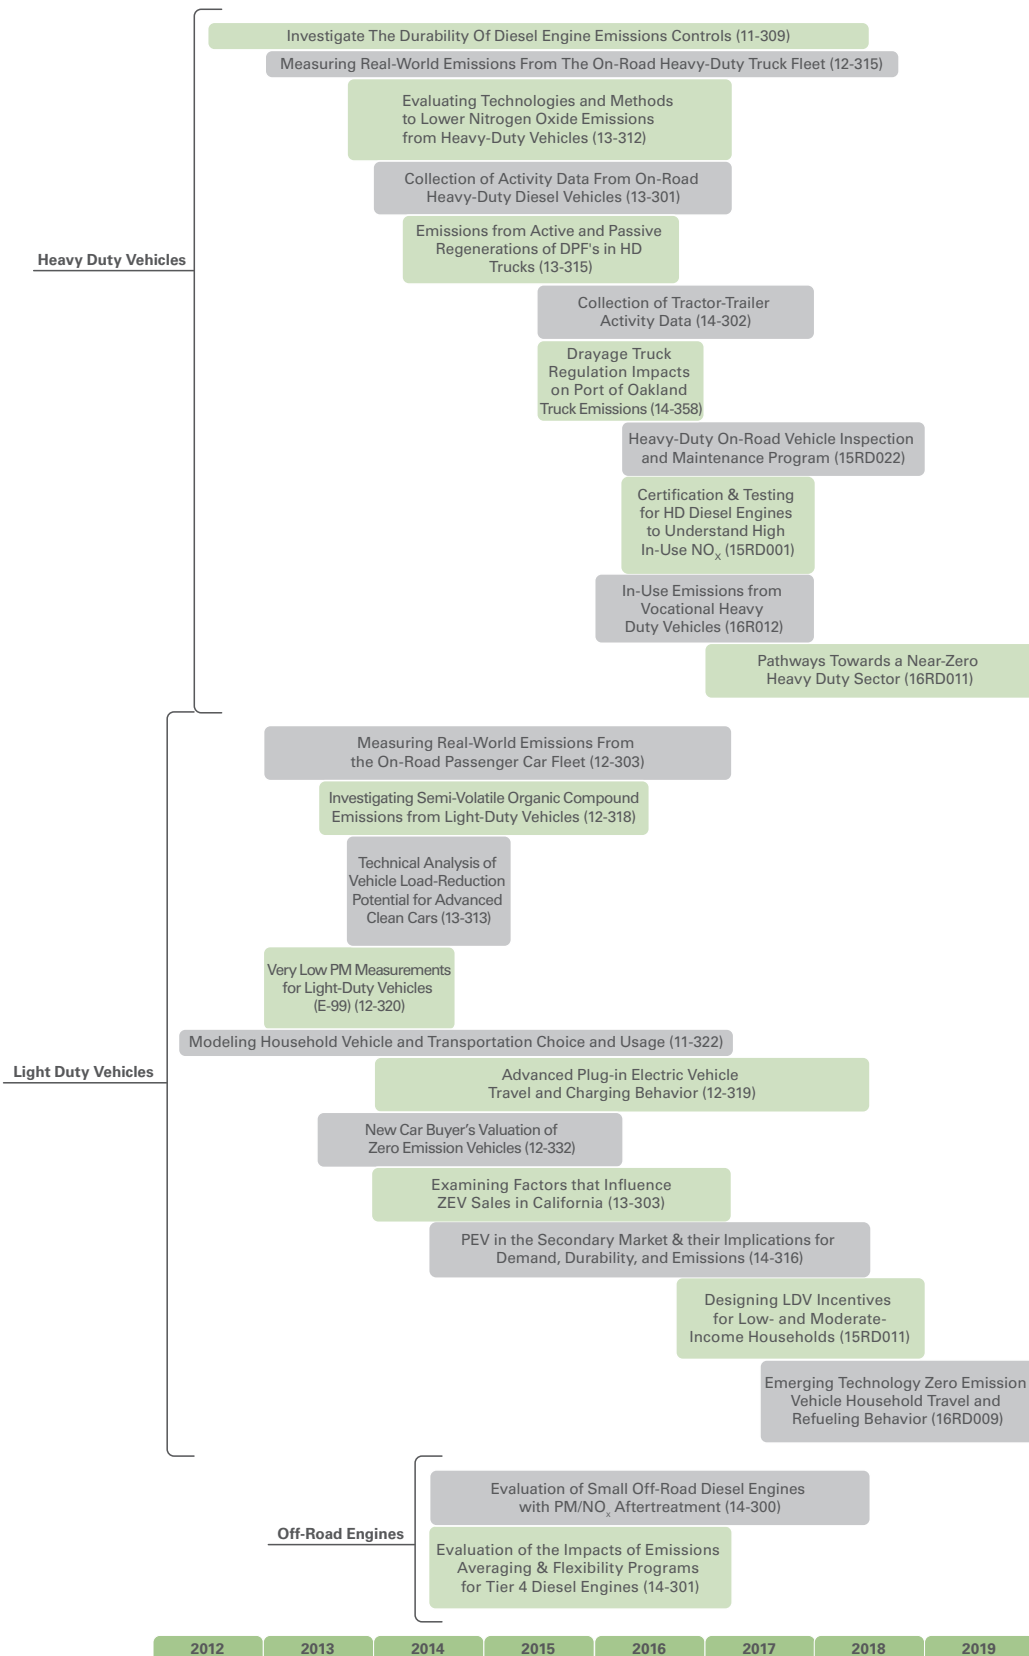 Investigate The Durability Of Diesel Engine Emissions Controls (11-309)
Measuring Real-World Emissions From The On-Road Heavy-Duty Truck Fleet (12-315)
Evaluating Technologies and Methods
to Lower Nitrogen Oxide Emissions
from Heavy-Duty Vehicles (13-312)
Collection of Activity Data From On-Road
Heavy-Duty Diesel Vehicles (13-301)
Emissions from Active and Passive
Regenerations of DPF's in HD
Trucks (13-315)
Heavy Duty Vehicles
Collection of Tractor-Trailer
Activity Data (14-302)
Drayage Truck
Regulation Impacts
on Port of Oakland
Truck Emissions (14-358)
Heavy-Duty On-Road Vehicle Inspection
and Maintenance Program (15RD022)
Certification & Testing
for HD Diesel Engines
to Understand High
In-Use NOx (15RD001)
In-Use Emissions from
Vocational Heavy
Duty Vehicles (16R012)
Pathways Towards a Near-Zero
Heavy Duty Sector (16RD011)
Measuring Real-World Emissions From
the On-Road Passenger Car Fleet (12-303)
Investigating Semi-Volatile Organic Compound
Emissions from Light-Duty Vehicles (12-318)
Technical Analysis of
Vehicle Load-Reduction
Potential for Advanced
Clean Cars (13-313)
Very Low PM Measurements
for Light-Duty Vehicles
(E-99) (12-320)
Modeling Household Vehicle and Transportation Choice and Usage (11-322)
Light Duty Vehicles
Advanced Plug-in Electric Vehicle
Travel and Charging Behavior (12-319)
New Car Buyer's Valuation of
Zero Emission Vehicles (12-332)
Examining Factors that Influence
ZEV Sales in California (13-303)
PEV in the Secondary Market & their Implications for
Demand, Durability, and Emissions (14-316)
Designing LDV Incentives
for Low- and Moderate-
Income Households (15RD011)
Emerging Technology Zero Emission
Vehicle Household Travel and
Refueling Behavior (16RD009)
Evaluation of Small Off-Road Diesel Engines
with PM/NOx Aftertreatment (14-300)
Off-Road Engines
Evaluation of the Impacts of Emissions
Averaging & Flexibility Programs
for Tier 4 Diesel Engines (14-301)
2012 2013 2014 2015 2016 2017 2018 2019